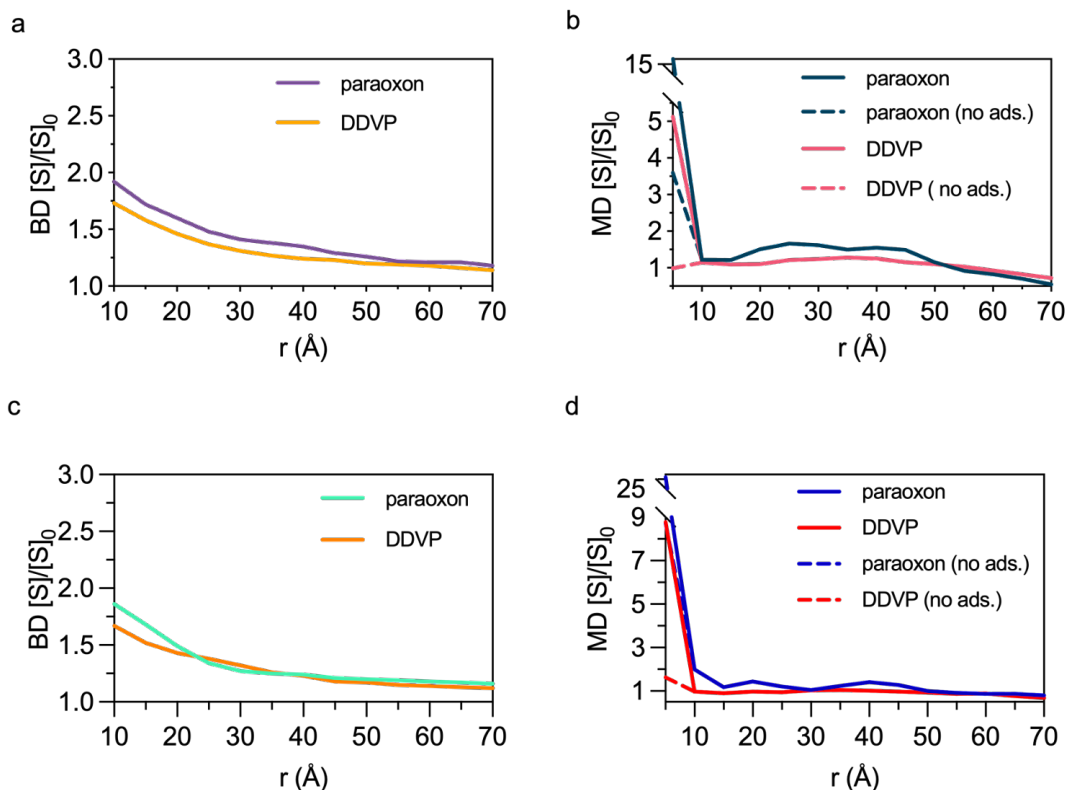 a
3.0
2.5
2.0
1.5
1.0
BD [S]/[S]0
paraoxon
DDVP
10 20 30 40 50 60 70
r (Å)
b
15
5
4
3
2
1
MD [S]/[S]0
paraoxon
paraoxon (no ads.)
DDVP
DDVP ( no ads.)
10 20 30 40 50 60 70
r (Å)
c
3.0
2.5
2.0
1.5
1.0
BD [S]/[S]0
paraoxon
DDVP
10 20 30 40 50 60 70
r (Å)
d
25
9
7
5
3
1
MD [S]/[S]0
paraoxon
DDVP
paraoxon (no ads.)
DDVP (no ads.)
10 20 30 40 50 60 70
r (Å)